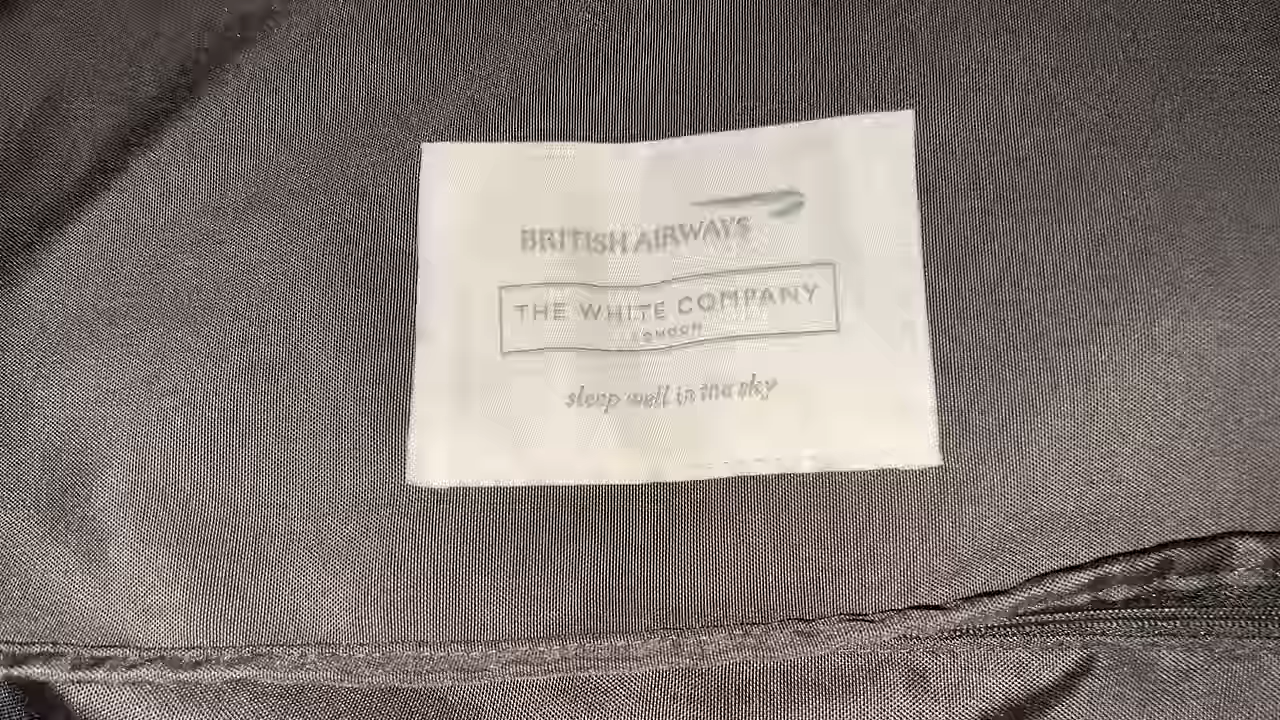 BRITISH AIRWAYS
THE WHITE COMPANY
LONDON
sleep well in the sky